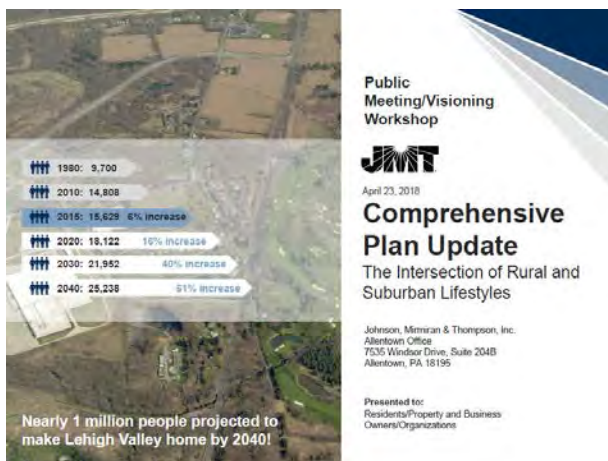 1980: 9,700
2010: 14,808
2015: 15,629 6% increase
2020: 18,122 16% increase
2030: 21,952 40% increase
2040: 25,238 61% increase
Nearly 1 million people projected to
make Lehigh Valley home by 2040!
Public
Meeting/Visioning
Workshop
JMT
April 23, 2018
Comprehensive
Plan Update
The Intersection of Rural and
Suburban Lifestyles
Johnson, Mirmiran & Thompson, Inc.
Allentown Office
7535 Windsor Drive, Suite 204B
Allentown, PA 18195
Presented to:
Residents/Property and Business
Owners/Organizations